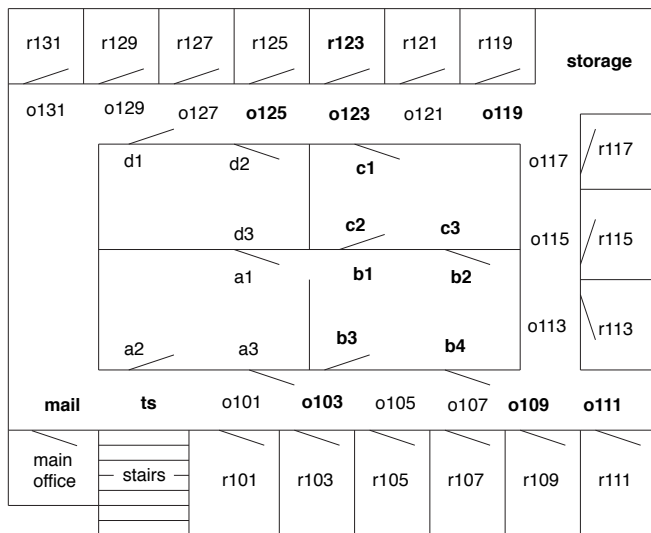 r131 r129 r127 r125 r123 r121 r119
storage
o131 o129 o127 o125 o123 o121 o119
d1 d2 c1 o117 r117
d3 c2 c3 o115 r115
a1 b1 b2
a2 a3 b3 b4 o113 r113
mail ts o101 o103 o105 o107 o109 o111
main
office
stairs
r101 r103 r105 r107 r109 r111